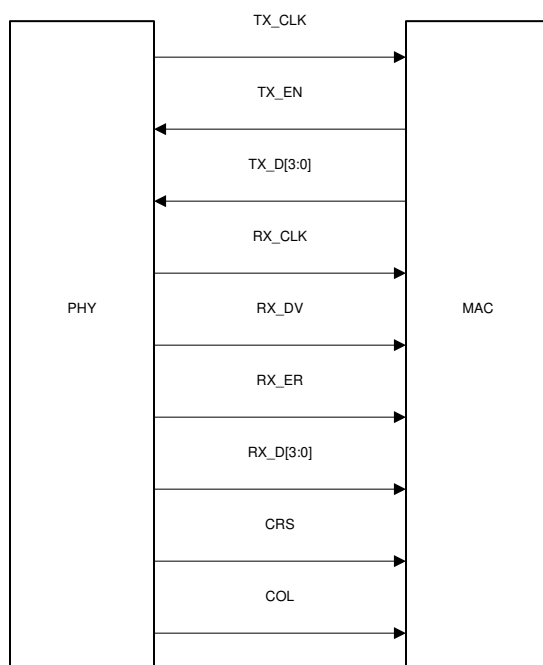 TX_CLK
TX_EN
TX_D[3:0]
RX_CLK
PHY
RX_DV
MAC
RX_ER
RX_D[3:0]
CRS
COL